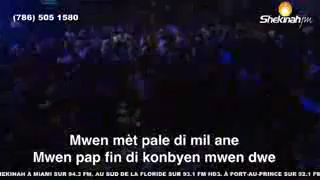 (786) 505 1580
Shekinah fm
Mwen mèt pale di mil ane
Mwen pap fin di konbyen mwen dwe
EKINAH A MIAMI SUR 94.3 FM, AU SUD DE LA FLORIDE SUR 93.1 FM HD3. À PORT-AU-PRINCE SUR 92.1 FM